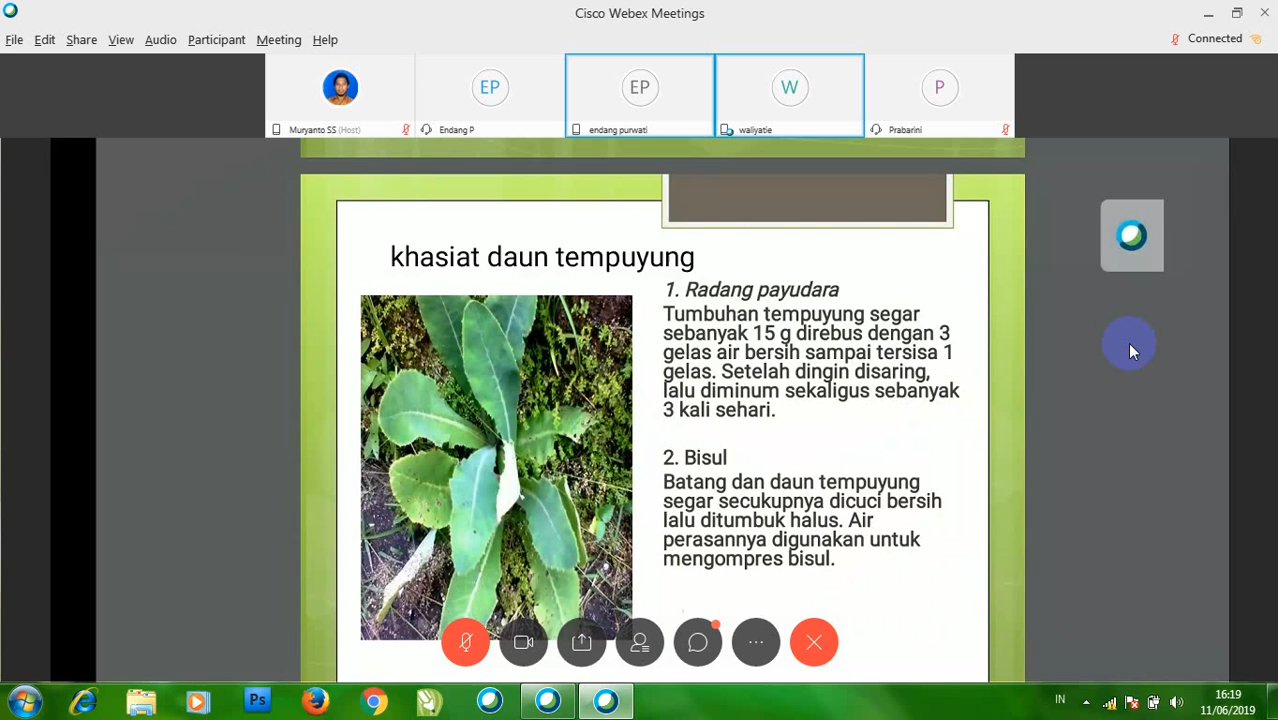 Cisco Webex Meetings
File Edit Share View Audio Participant Meeting Help
Connected
EP
EP
W
P
Muryanto SS (Host)
Endang P
endang purwati
waliyatie
Prabarini
khasiat daun tempuyung
1. Radang payudara
Tumbuhan tempuyung segar
sebanyak 15 g direbus dengan 3
gelas air bersih sampai tersisa 1
gelas. Setelah dingin disaring,
lalu diminum sekaligus sebanyak
3 kali sehari.
2. Bisul
Batang dan daun tempuyung
segar secukupnya dicuci bersih
lalu ditumbuk halus. Air
perasannya digunakan untuk
mengompres bisul.
Ps
IN
16:19
11/06/2019